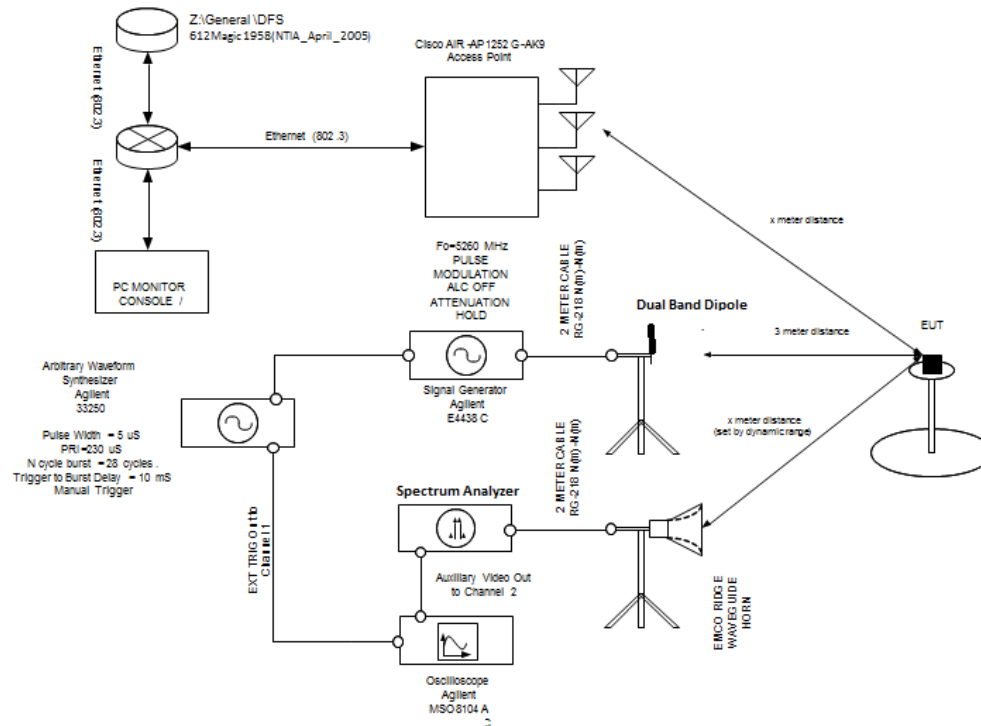 Z:\General \DFS
612Magic 1958(NTIA_April_2005)
Ethernet (802.3)
Ethernet (802.3)
Ethernet (802.3)
Cisco AIR-AP1252 G-AK9
Access Point
PC MONITOR
CONSOLE /
x meter distance
Fo=5260 MHz
PULSE
MODULATION
ALC OFF
ATTENUATION
HOLD
2 METER CABLE
RG-218 N(m)-N(m)
Dual Band Dipole
3 meter distance
EUT
Arbitrary Waveform
Synthesizer
Agilent
33250
Pulse Width = 5 uS
PRI=230 uS
N cycle burst = 28 cycles.
Trigger to Burst Delay = 10 mS
Manual Trigger
Signal Generator
Agilent
E4438 C
x meter distance
(set by dynamic range)
2 METER CABLE
RG-218 N(m)-N(m)
Spectrum Analyzer
EXT TRIG Out to
Channel 1
Auxiliary Video Out
to Channel 2
EMCO RIDGE
WAVEGUIDE
HORN
Oscilloscope
Agilent
MSO8104 A